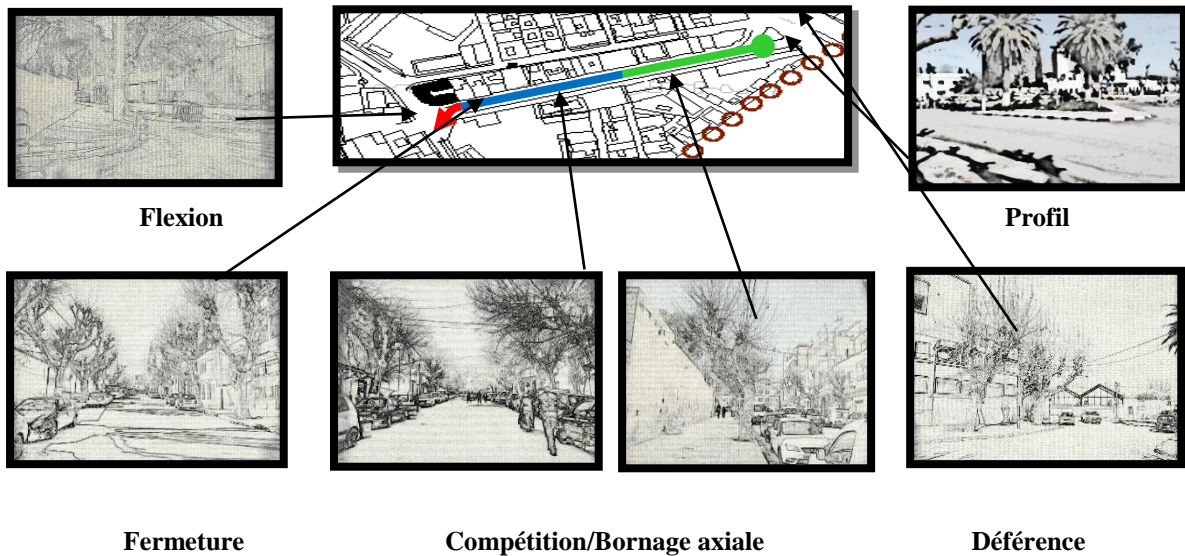 Flexion
Profil
Fermeture
Compétition/Bornage axiale
Déférence